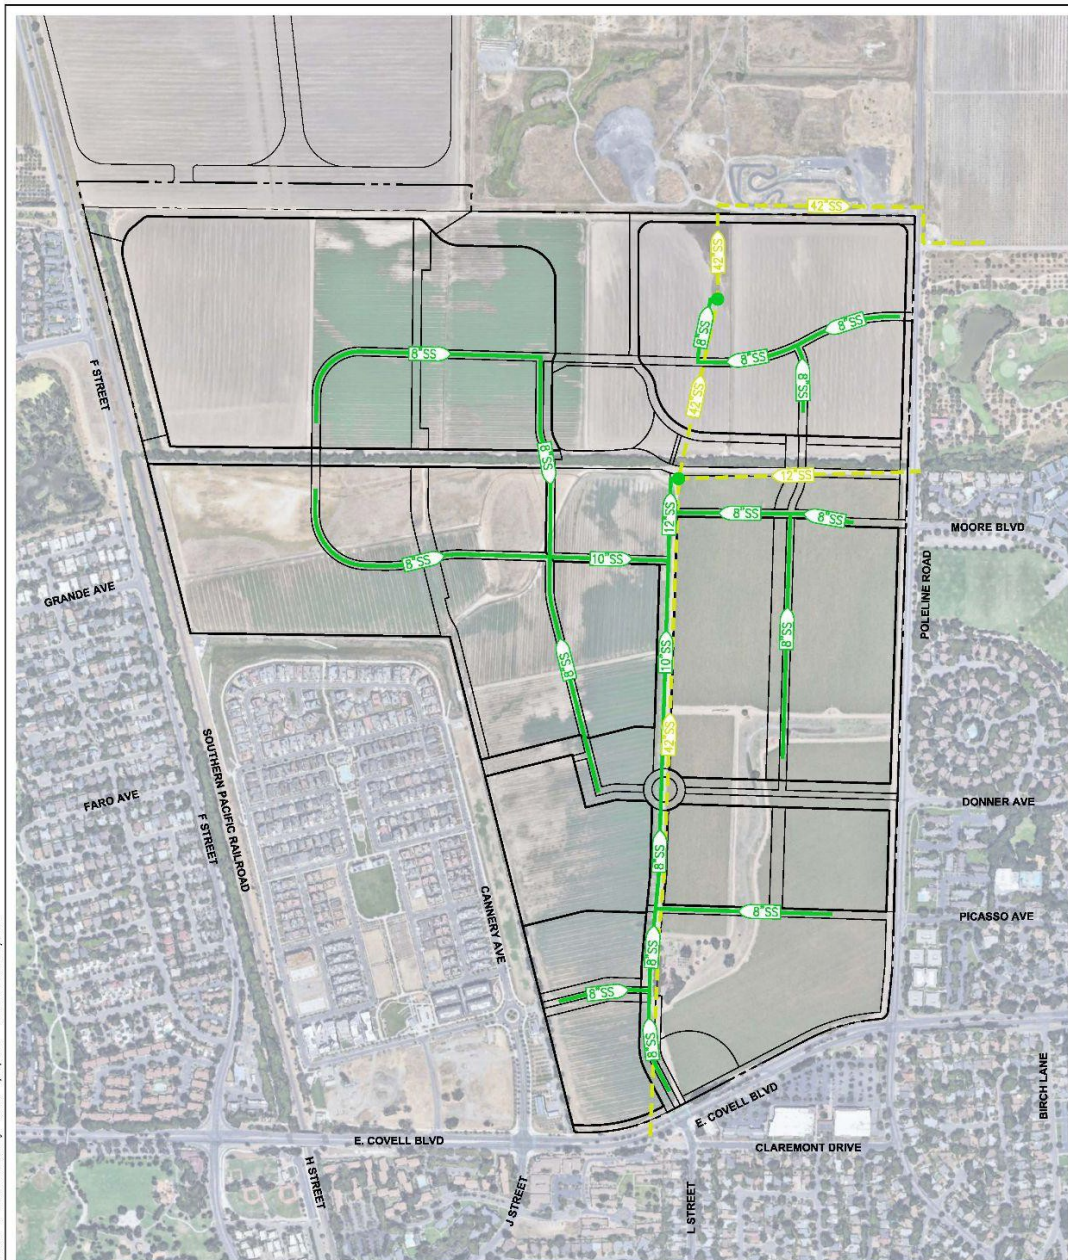 42"SS
42"SS
8"SS
8"SS
8"SS
8"SS
42"SS
8"SS
F STREET
8"SS
12"SS
12"SS
8"SS
8"SS
MOORE BLVD
8"SS
10"SS
GRANDE AVE
POLELINE ROAD
8"SS
10"SS
8"SS
42"SS
SOUTHERN PACIFIC RAILROAD
FARO AVE
F STREET
DONNER AVE
8"SS
CANNERY AVE
8"SS
PICASSO AVE
8"SS
8"SS
8"SS
BIRCH LANE
E. COVELL BLVD
E. COVELL BLVD
CLAREMONT DRIVE
H STREET
J STREET
L STREET